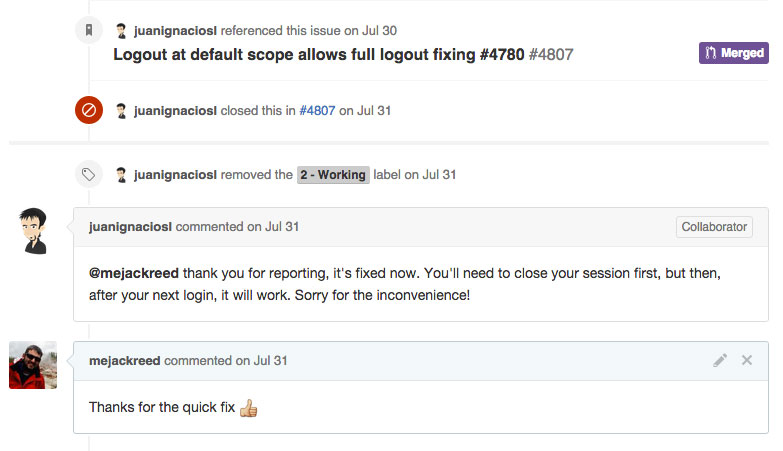 juanignaciosl referenced this issue on Jul 30
Logout at default scope allows full logout fixing #4780 #4807
Merged
juanignaciosl closed this in #4807 on Jul 31
juanignaciosl removed the 2 - Working label on Jul 31
juanignaciosl commented on Jul 31
Collaborator
@mejackreed thank you for reporting, it's fixed now. You'll need to close your session first, but then,
after your next login, it will work. Sorry for the inconvenience!
mejackreed commented on Jul 31
Thanks for the quick fix